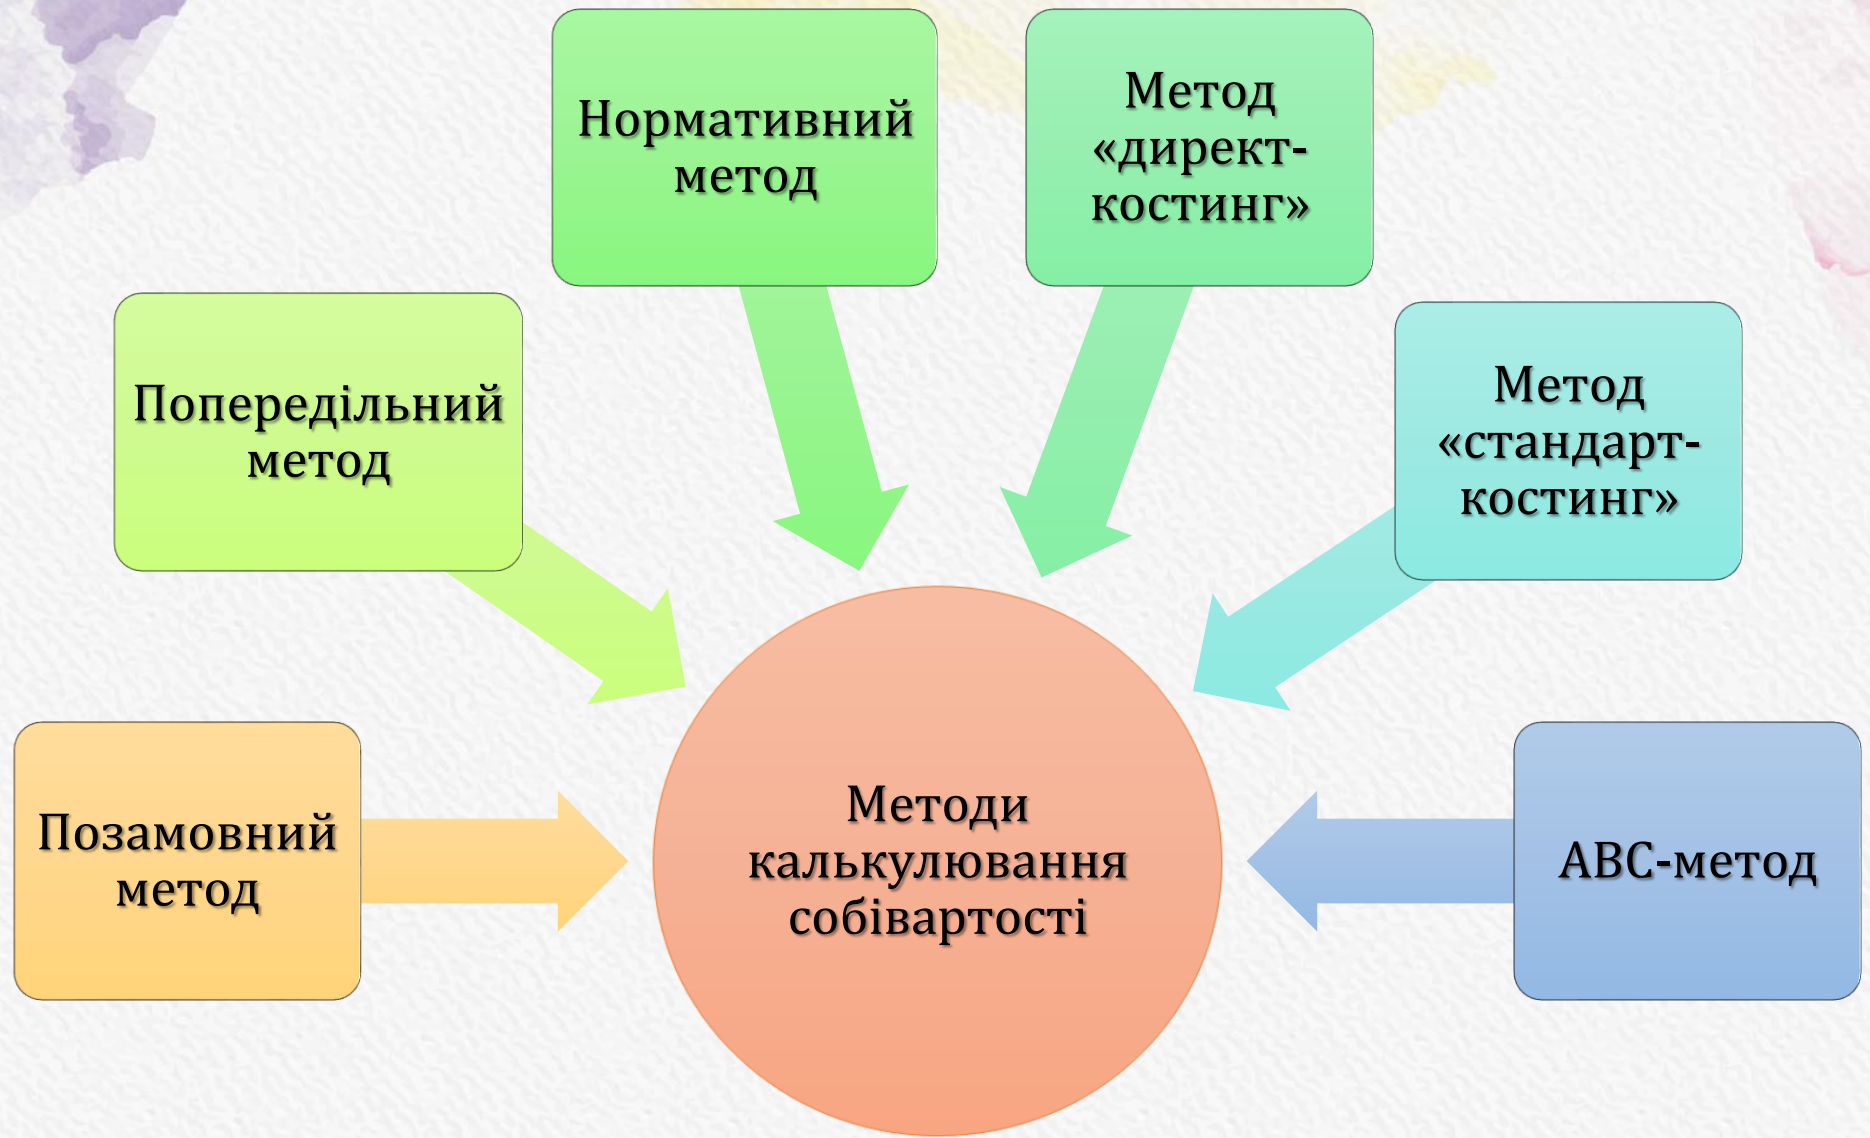 Нормативний
метод
Метод
«директ-
костинг»
Попередільний
метод
Метод
«стандарт-
костинг»
Позамовний
метод
Методи
калькулювання
собівартості
АВС-метод